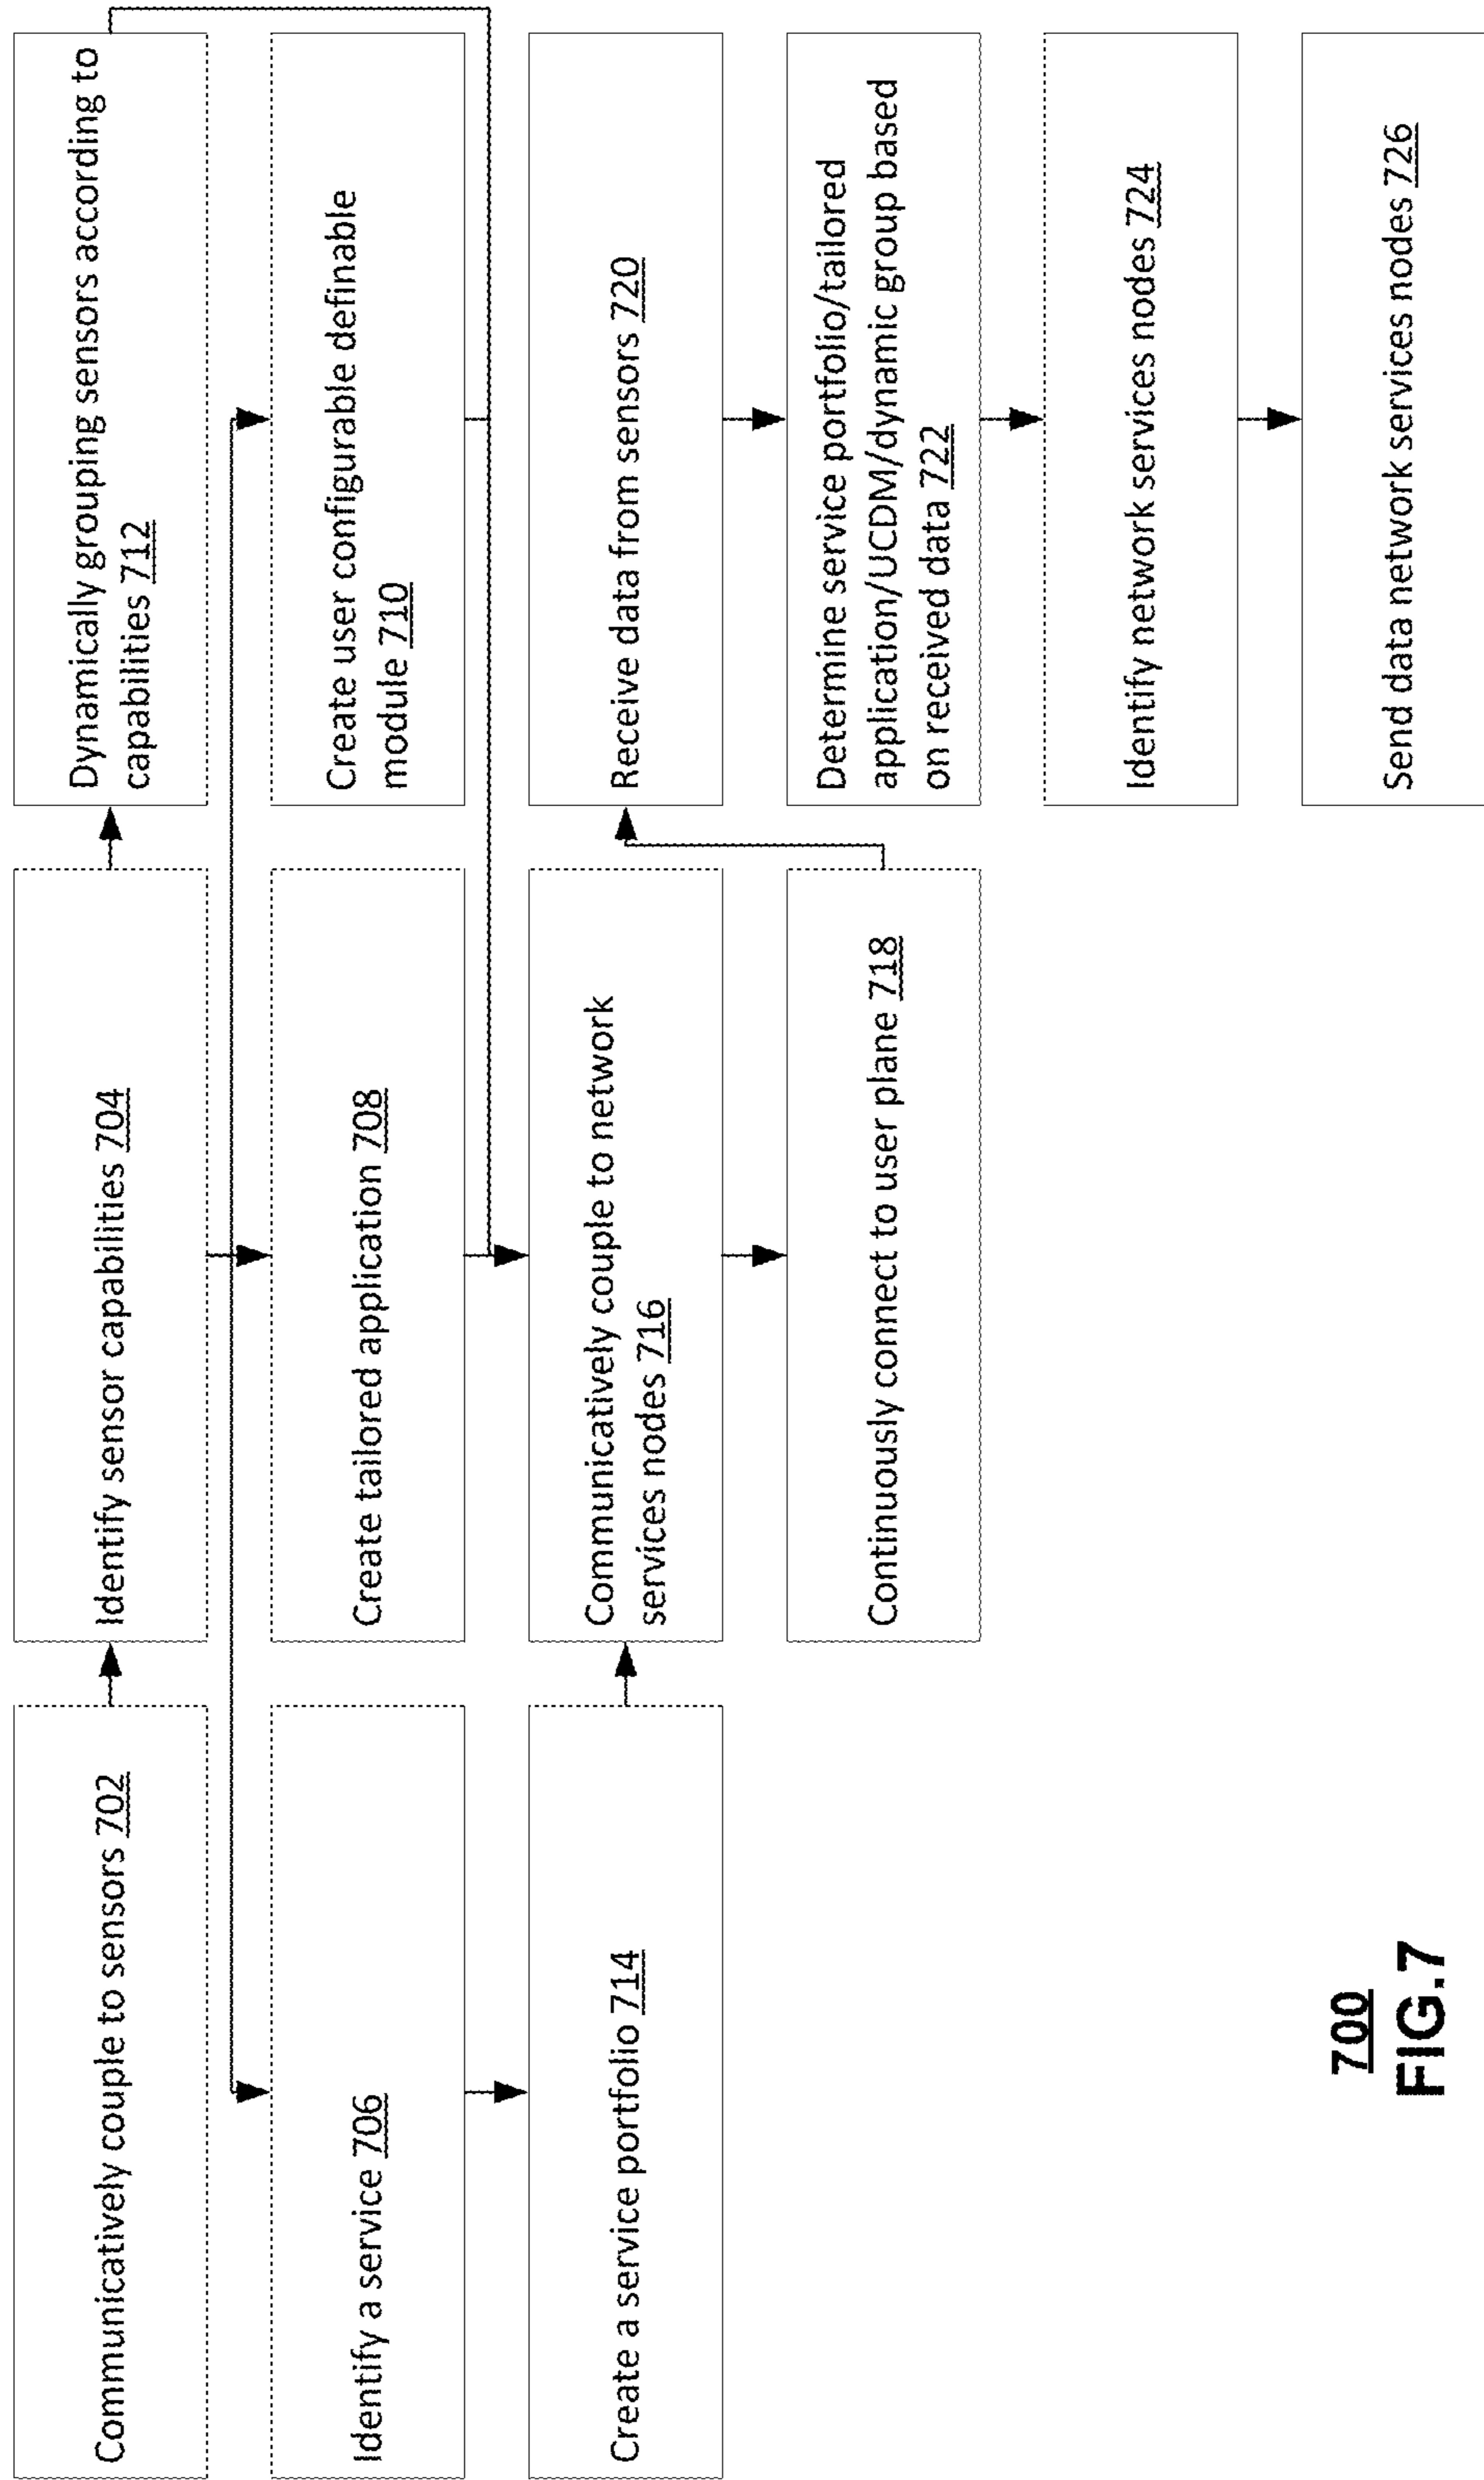 Communicatively couple to sensors 702
Identify sensor capabilities 704
Dynamically grouping sensors according to
capabilities 712
Identify a service 706
Create tailored application 708
Create user configurable definable
module 710
Create a service portfolio 714
Communicatively couple to network
services nodes 716
Receive data from sensors 720
Continuously connect to user plane 718
Determine service portfolio/tailored
application/UCDM/dynamic group based
on received data 722
Identify network services nodes 724
Send data network services nodes 726
700
FIG.7